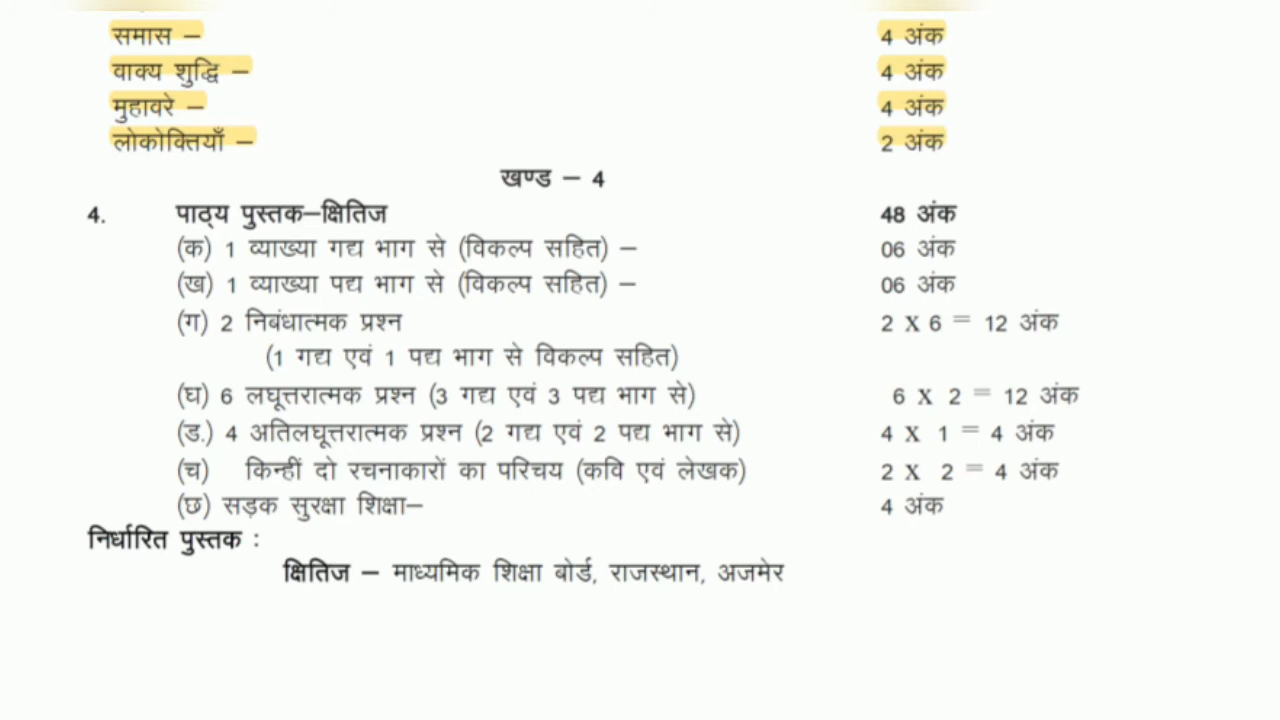 समास – 4 अंक
वाक्य शुद्धि – 4 अंक
मुहावरे – 4 अंक
लोकोक्तियाँ – 2 अंक
खण्ड – 4
4. पाठ्य पुस्तक–क्षितिज 48 अंक
(क) 1 व्याख्या गद्य भाग से (विकल्प सहित) – 06 अंक
(ख) 1 व्याख्या पद्य भाग से (विकल्प सहित) – 06 अंक
(ग) 2 निबंधात्मक प्रश्न 2 X 6 = 12 अंक
(1 गद्य एवं 1 पद्य भाग से विकल्प सहित)
(घ) 6 लघूत्तरात्मक प्रश्न (3 गद्य एवं 3 पद्य भाग से) 6 X 2 = 12 अंक
(ड.) 4 अतिलघूत्तरात्मक प्रश्न (2 गद्य एवं 2 पद्य भाग से) 4 X 1 = 4 अंक
(च) किन्हीं दो रचनाकारों का परिचय (कवि एवं लेखक) 2 X 2 = 4 अंक
(छ) सड़क सुरक्षा शिक्षा– 4 अंक
निर्धारित पुस्तक :
क्षितिज – माध्यमिक शिक्षा बोर्ड, राजस्थान, अजमेर